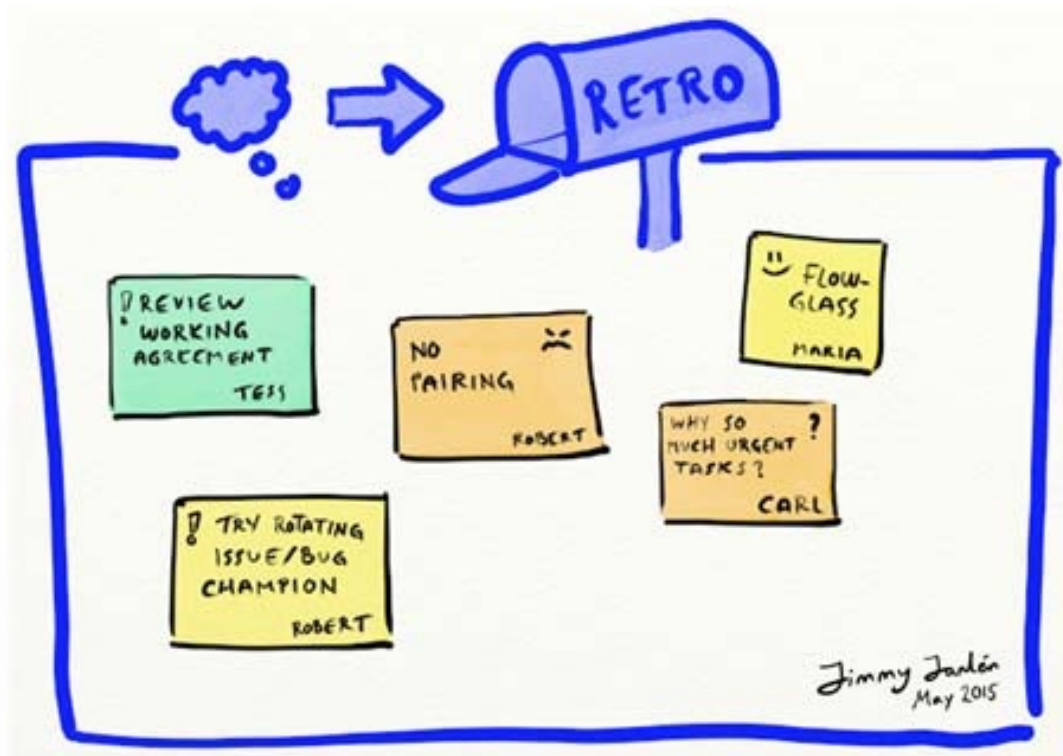 RETRO
! REVIEW
WORKING
AGREEMENT
TESS
NO
PAIRING
ROBERT
FLOW-
GLASS
MARIA
WHY SO ?
MUCH URGENT
TASKS?
CARL
! TRY ROTATING
ISSUE/BUG
CHAMPION
ROBERT
Jimmy Janlén
May 2015